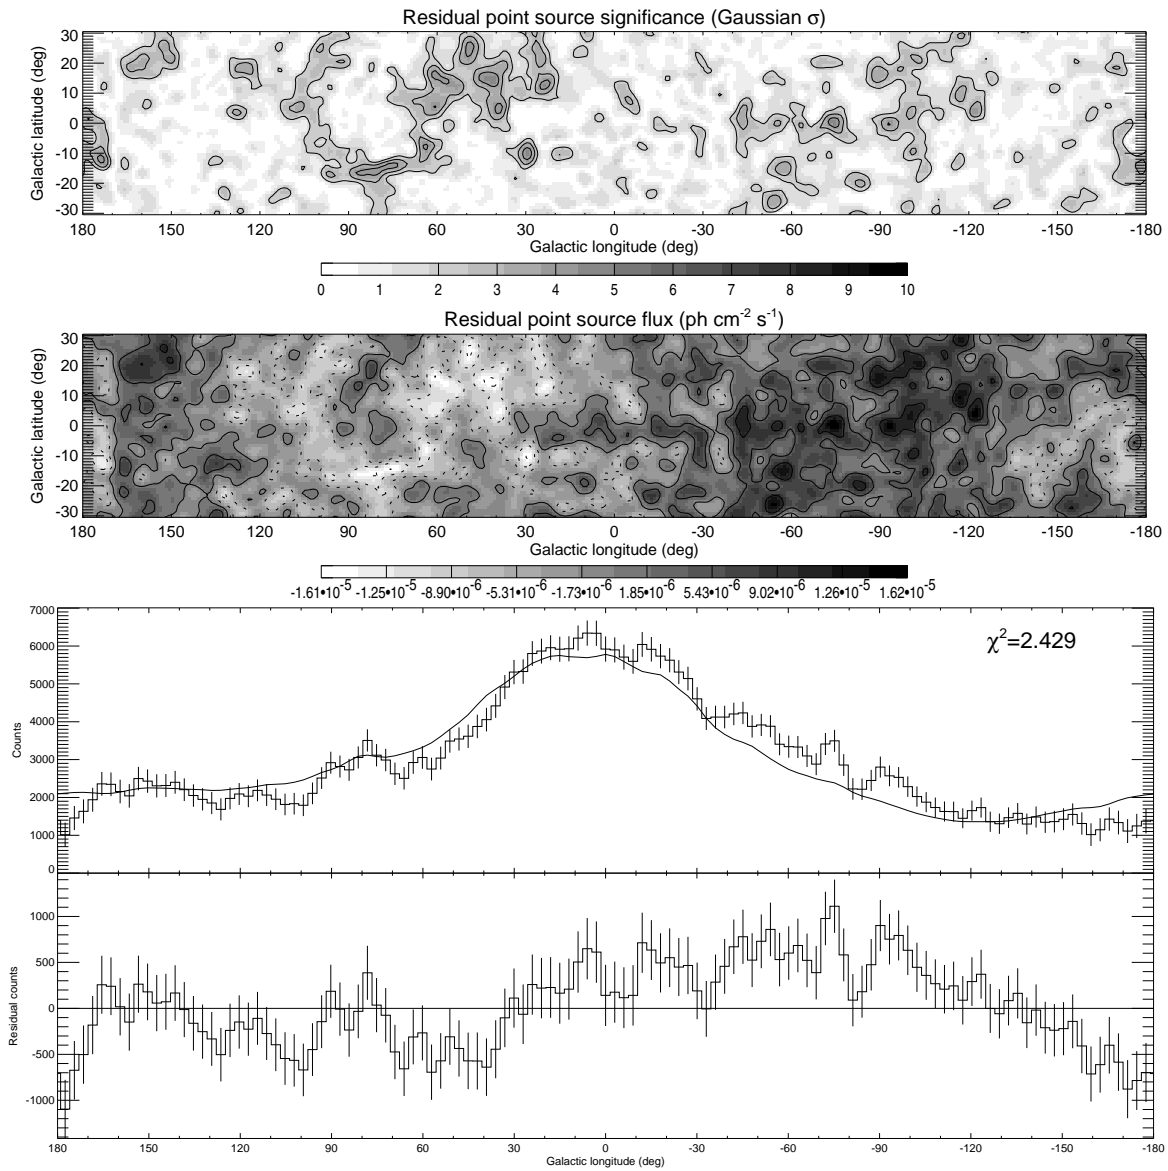 Residual point source significance (Gaussian σ)
Galactic latitude (deg)
30
20
10
0
-10
-20
-30
180 150 120 90 60 30 0 -30 -60 -90 -120 -150 -180
Galactic longitude (deg)
0 1 2 3 4 5 6 7 8 9 10
Residual point source flux (ph cm⁻² s⁻¹)
Galactic latitude (deg)
30
20
10
0
-10
-20
-30
180 150 120 90 60 30 0 -30 -60 -90 -120 -150 -180
Galactic longitude (deg)
-1.61•10⁻⁵ -1.25•10⁻⁵ -8.90•10⁻⁶ -5.31•10⁻⁶ -1.73•10⁻⁶ 1.85•10⁻⁶ 5.43•10⁻⁶ 9.02•10⁻⁶ 1.26•10⁻⁵ 1.62•10⁻⁵
χ²=2.429
Counts
7000
6000
5000
4000
3000
2000
1000
0
Residual counts
1000
500
0
-500
-1000
180 150 120 90 60 30 0 -30 -60 -90 -120 -150 -180
Galactic longitude (deg)